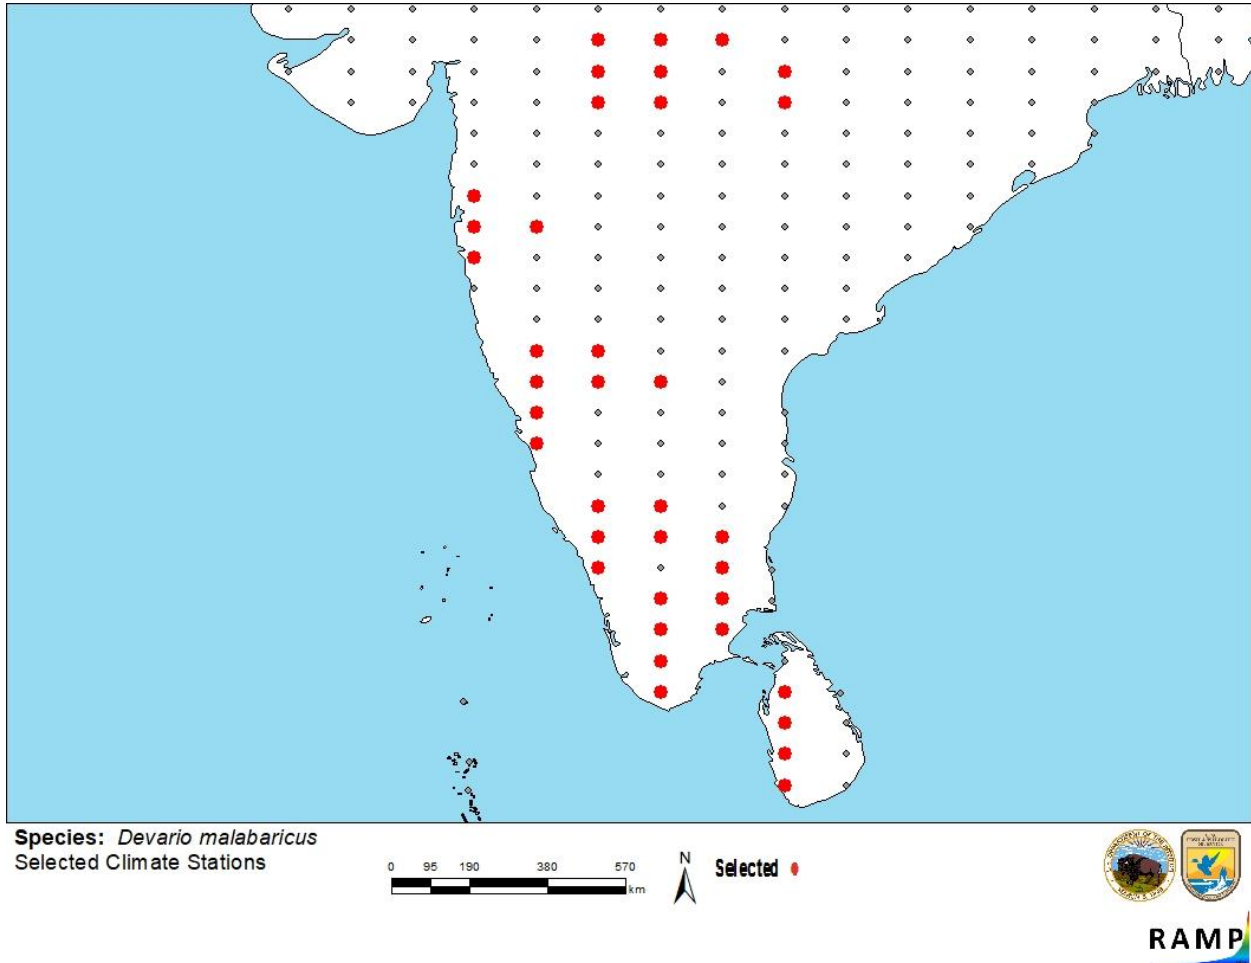 Species: Devario malabaricus
Selected Climate Stations
0 95 190 380 570
km
N
Selected
RAMP